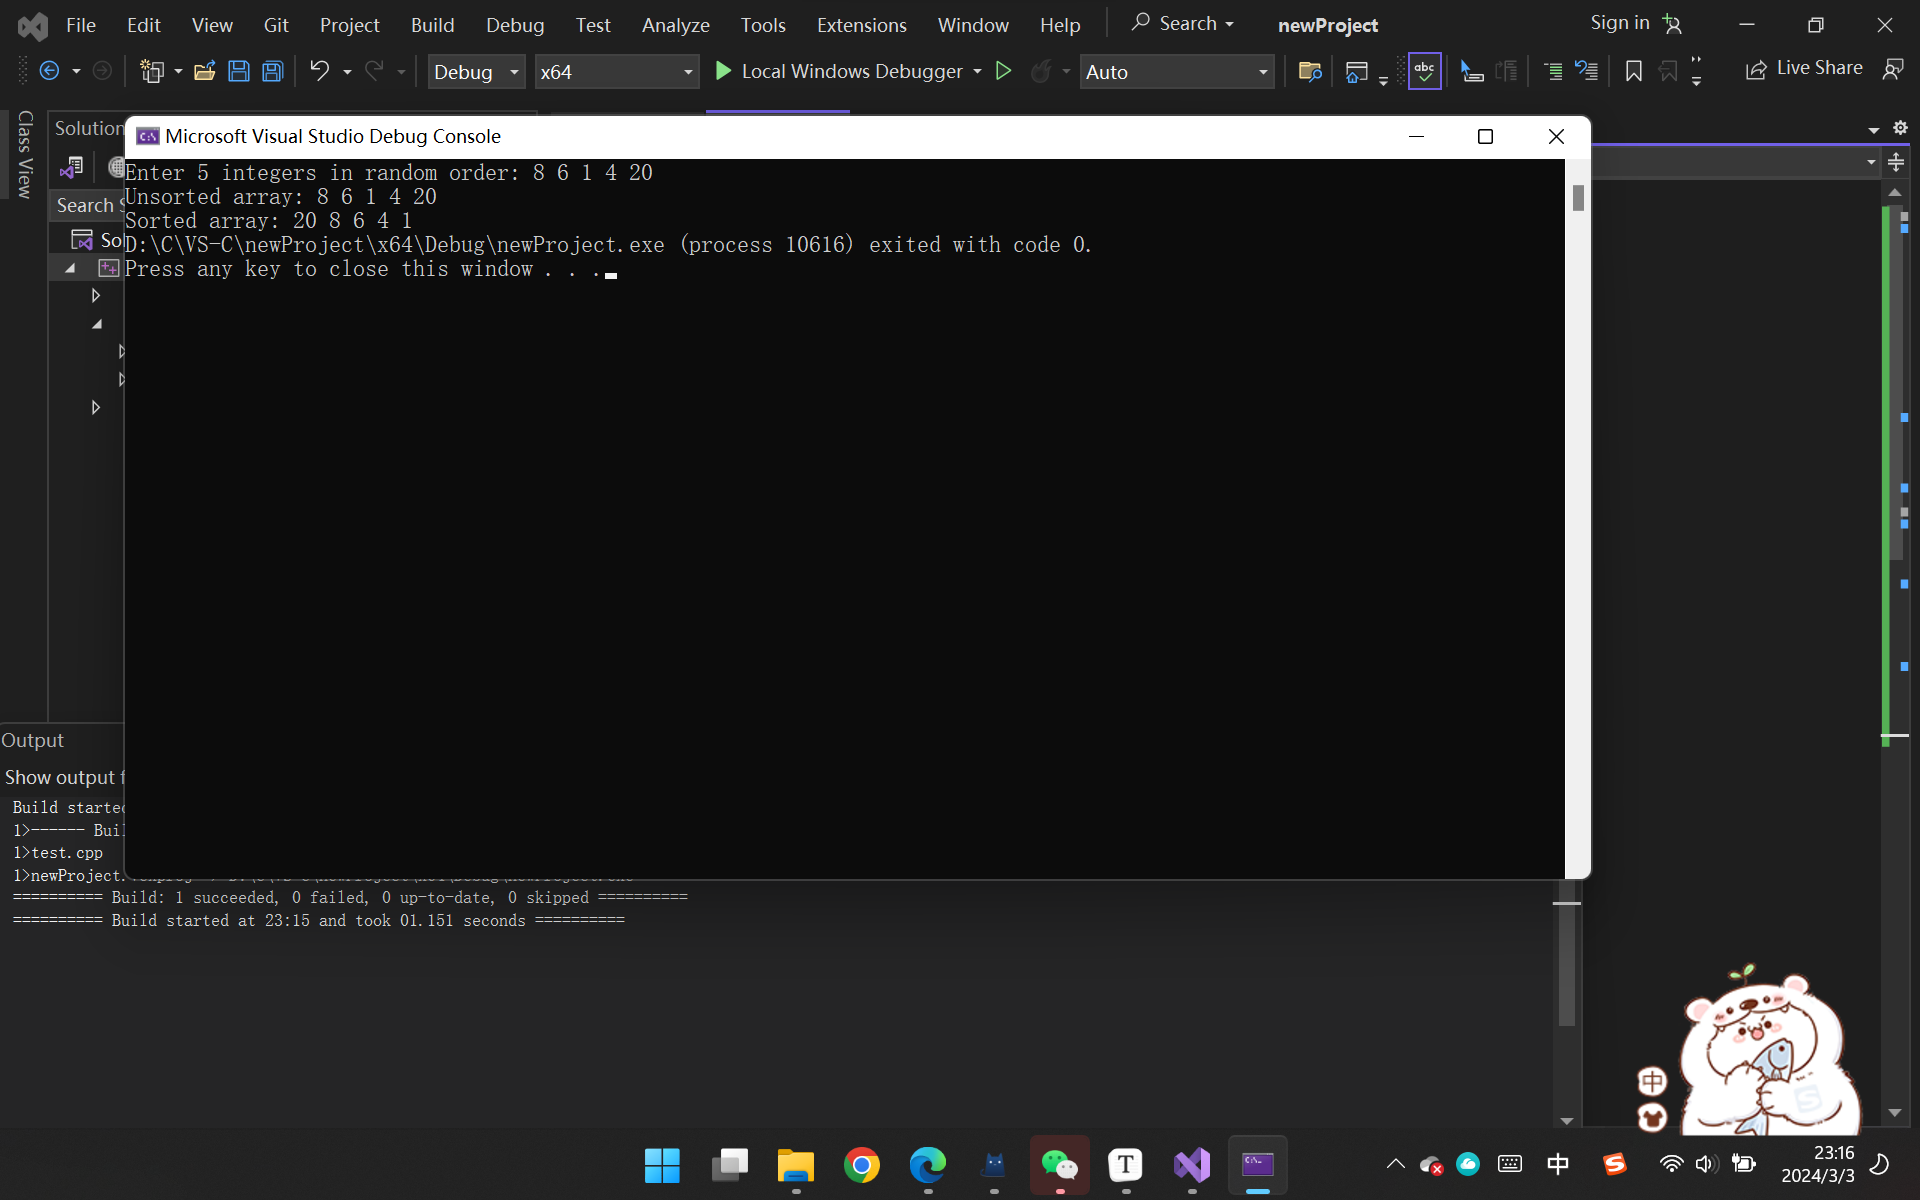 File Edit View Git Project Build Debug Test Analyze Tools Extensions Window Help Search newProject Sign in
Debug x64 Local Windows Debugger Auto abc Live Share
Class View
Solution
Search S
So
Microsoft Visual Studio Debug Console
Enter 5 integers in random order: 8 6 1 4 20
Unsorted array: 8 6 1 4 20
Sorted array: 20 8 6 4 1
D:\C\VS-C\newProject\x64\Debug\newProject.exe (process 10616) exited with code 0.
Press any key to close this window . . .
Output
Show output f
Build started
1>------ Buil
1>test.cpp
1>newProject.
========== Build: 1 succeeded, 0 failed, 0 up-to-date, 0 skipped ==========
========== Build started at 23:15 and took 01.151 seconds ==========
中
S
T
中
S
23:16
2024/3/3